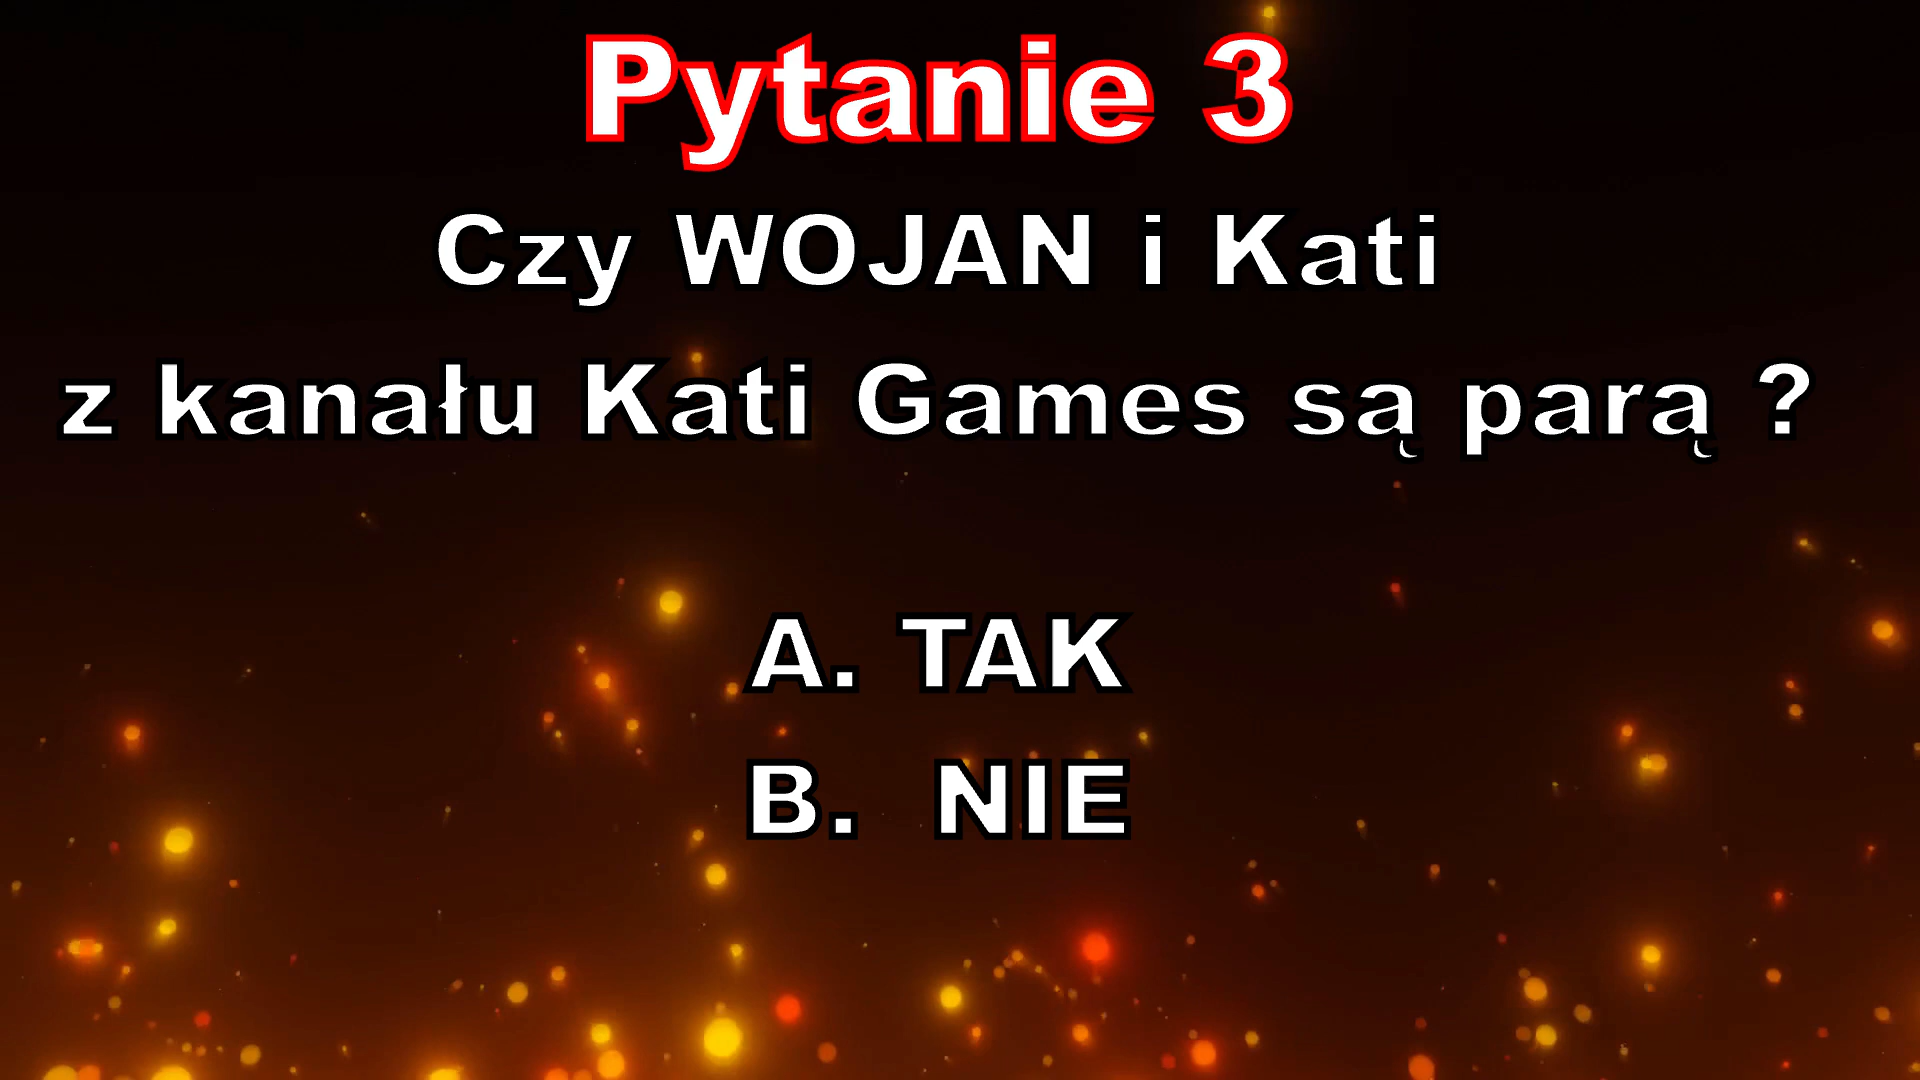 Pytanie 3
Czy WOJAN i Kati
z kanału Kati Games są parą ?
A. TAK
B. NIE